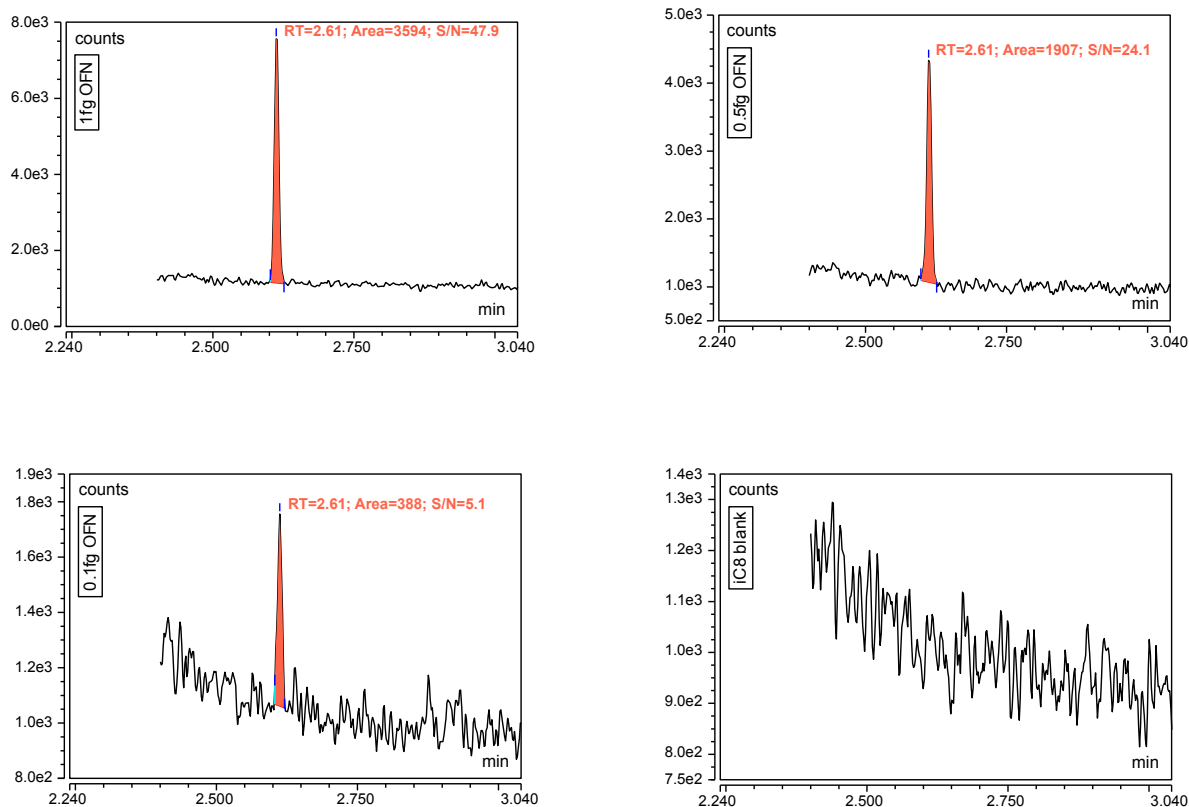 8.0e3
counts
RT=2.61; Area=3594; S/N=47.9
1fg OFN
6.0e3
4.0e3
2.0e3
min
0.0e0
2.240
2.500
2.750
3.040
5.0e3
counts
RT=2.61; Area=1907; S/N=24.1
0.5fg OFN
4.0e3
3.0e3
2.0e3
1.0e3
min
5.0e2
2.240
2.500
2.750
3.040
1.9e3
counts
1.8e3
RT=2.61; Area=388; S/N=5.1
0.1fg OFN
1.6e3
1.4e3
1.2e3
1.0e3
min
8.0e2
2.240
2.500
2.750
3.040
1.4e3
counts
1.3e3
iC8 blank
1.2e3
1.1e3
1.0e3
9.0e2
8.0e2
min
7.5e2
2.240
2.500
2.750
3.040